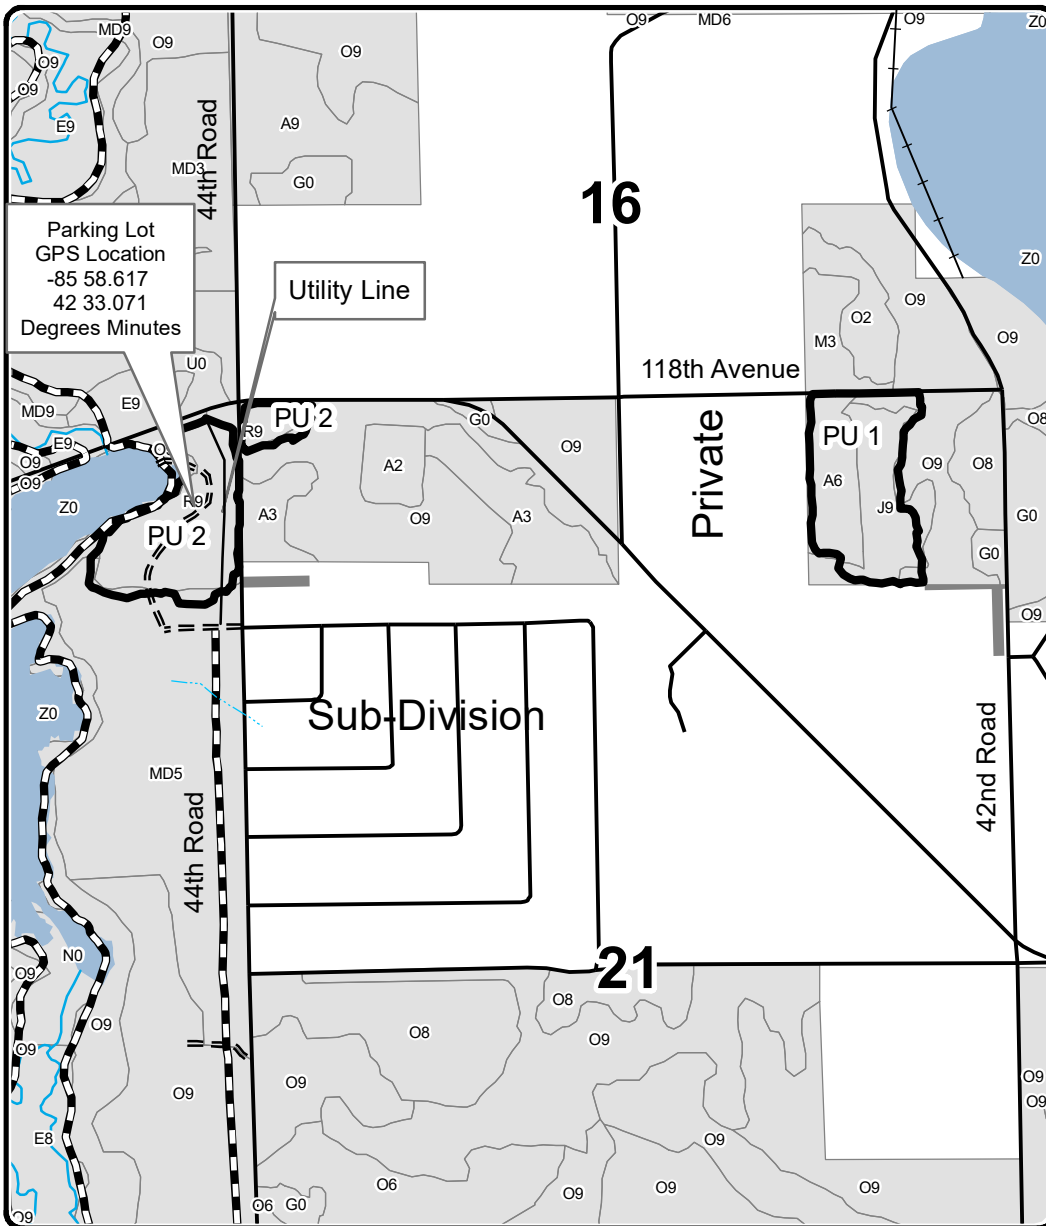 MD9
O9
O9
O9
O9
E9
MD3
44th Road
O9
A9
G0
O9
MD6
O9
Z0
16
Parking Lot
GPS Location
-85 58.617
42 33.071
Degrees Minutes
Utility Line
Z0
O9
O2
M3
O9
118th Avenue
U0
E9
MD9
E9
O9
O9
Z0
R9
PU 2
R9
PU 2
G0
O9
A2
A3
O9
A3
Private
PU 1
A6
J9
O9
O8
O8
G0
G0
O9
Sub-Division
Z0
MD5
44th Road
42nd Road
21
N0
O9
O9
O9
E8
O9
O9
O8
O8
O9
O9
O6
O6
G0
O9
O9
O9
O9
O9
O9